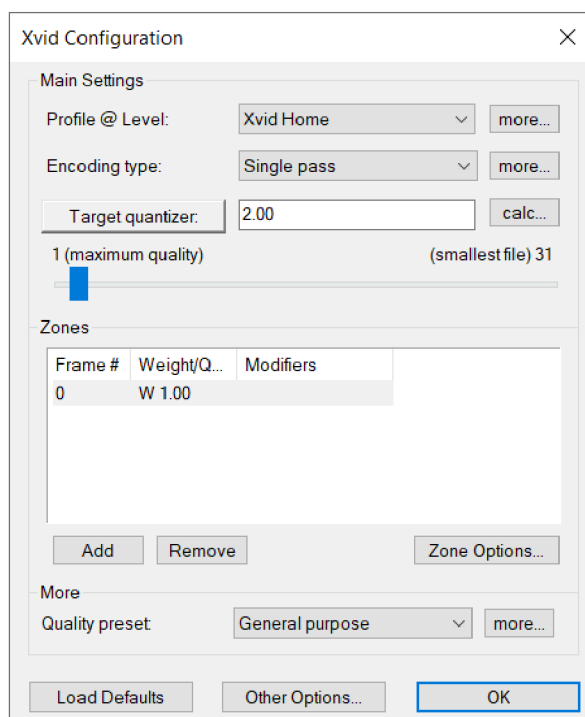 Xvid Configuration
Main Settings
Profile @ Level: Xvid Home more...
Encoding type: Single pass more...
Target quantizer: 2.00 calc...
1 (maximum quality) (smallest file) 31
Zones
Frame # Weight/Q... Modifiers
0 W 1.00
Add Remove Zone Options...
More
Quality preset: General purpose more...
Load Defaults Other Options... OK